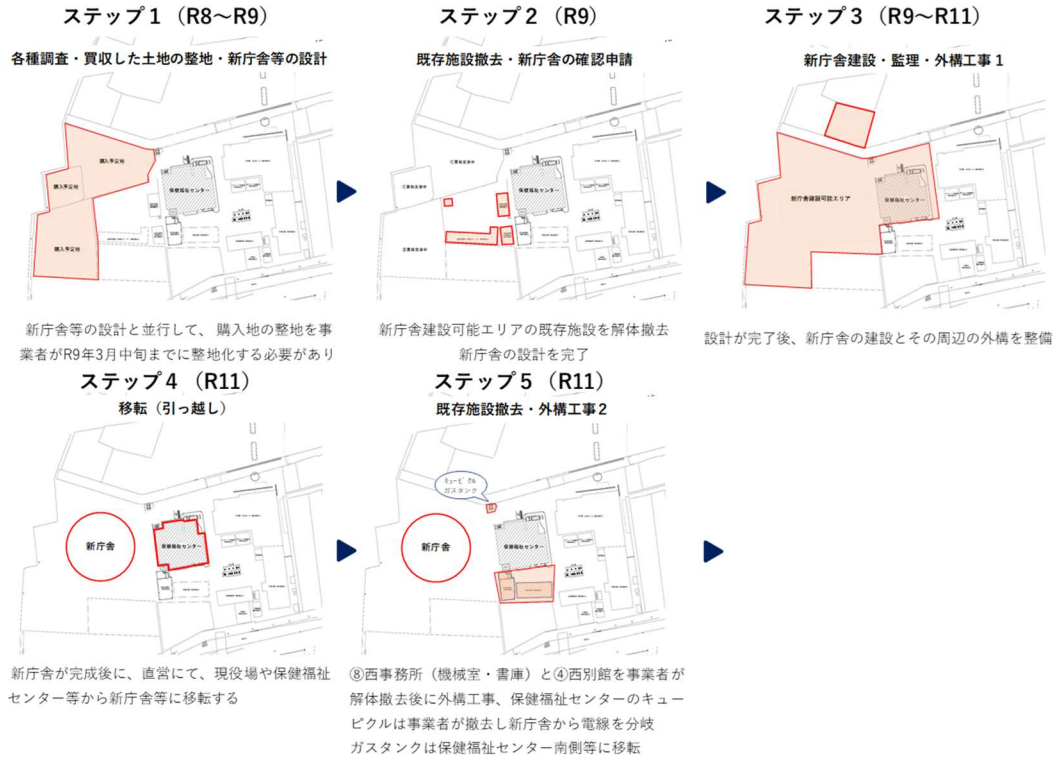 ステップ1（R8～R9）
各種調査・買収した土地の整地・新庁舎等の設計
購入予定地
購入予定地
購入予定地
保健福祉センター
新庁舎等の設計と並行して、 購入地の整地を事
業者がR9年3月中旬までに整地化する必要があり
ステップ2（R9）
既存施設撤去・新庁舎の確認申請
保健福祉センター
新庁舎建設可能エリアの既存施設を解体撤去
新庁舎の設計を完了
ステップ3（R9～R11）
新庁舎建設・監理・外構工事1
新庁舎建設可能エリア
保健福祉センター
設計が完了後、新庁舎の建設とその周辺の外構を整備
ステップ4（R11）
移転（引っ越し）
新庁舎
保健福祉センター
新庁舎が完成後に、直営にて、現役場や保健福祉
センター等から新庁舎等に移転する
ステップ5（R11）
既存施設撤去・外構工事2
ｷｭｰﾋﾞｸﾙ
ガスタンク
新庁舎
保健福祉センター
⑧西事務所（機械室・書庫）と④西別館を事業者が
解体撤去後に外構工事、保健福祉センターのキュー
ビクルは事業者が撤去し新庁舎から電線を分岐
ガスタンクは保健福祉センター南側等に移転